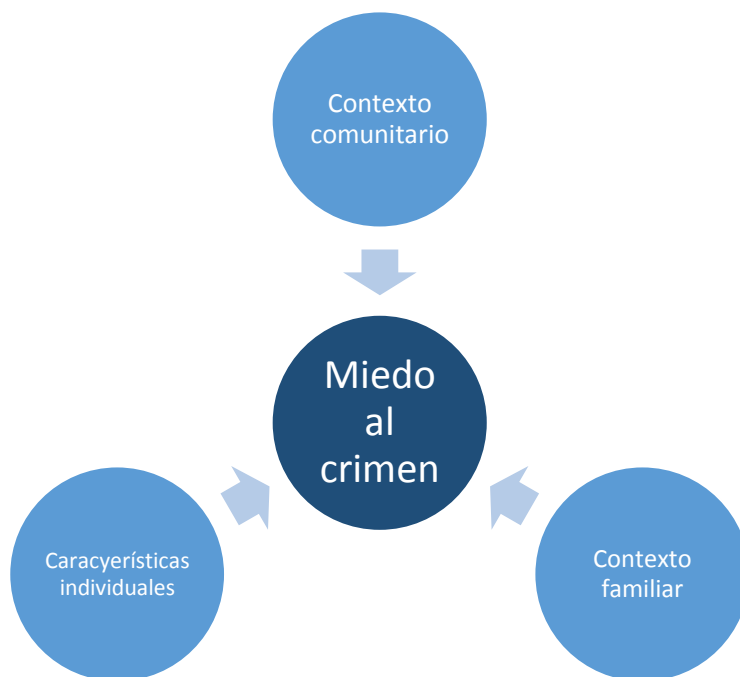 Contexto
comunitario
Miedo
al
crimen
Caracyerísticas
individuales
Contexto
familiar